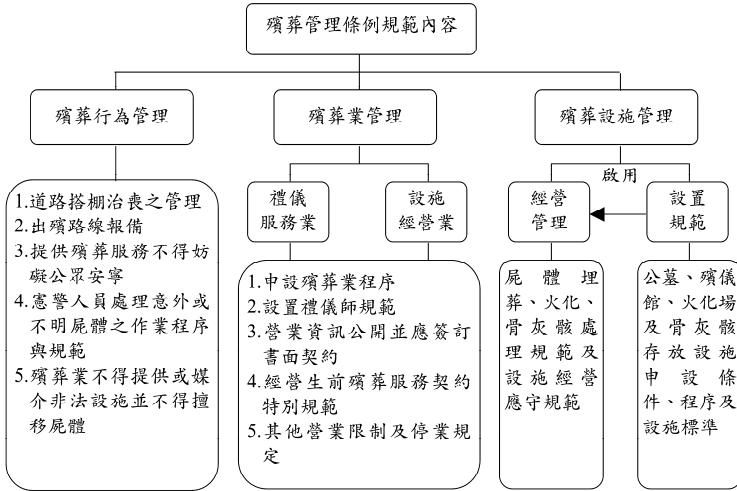 殯葬管理條例規範內容
殯葬行為管理
殯葬業管理
殯葬設施管理
1.道路搭棚治喪之管理
2.出殯路線報備
3.提供殯葬服務不得妨
礙公眾安寧
4.憲警人員處理意外或
不明屍體之作業程序
與規範
5.殯葬業不得提供或媒
介非法設施並不得擅
移屍體
禮儀
服務業
設施
經營業
1.申設殯葬業程序
2.設置禮儀師規範
3.營業資訊公開並應簽訂
書面契約
4.經營生前殯葬服務契約
特別規範
5.其他營業限制及停業規
定
啟用
經營
管理
設置
規範
屍體埋
葬、火化、
骨灰骸處
理規範及
設施經營
應守規範
公墓、殯儀
館、火化場
及骨灰骸
存放設施
申設條
件、程序及
設施標準